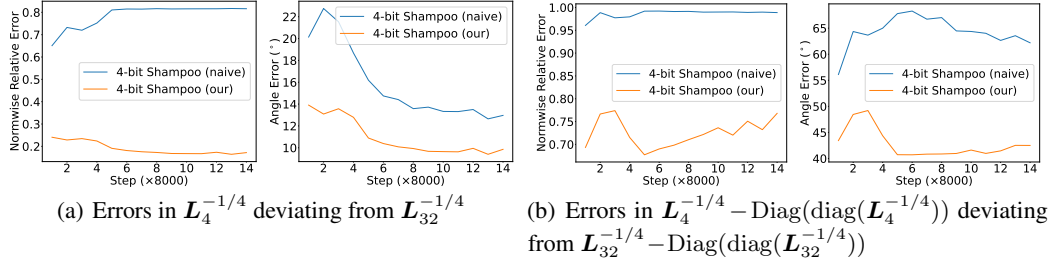 Normwise Relative Error
0.8
0.7
0.6
0.5
0.4
0.3
0.2
4-bit Shampoo (naive)
4-bit Shampoo (our)
2 4 6 8 10 12 14
Step (×8000)
Angle Error (°)
22
20
18
16
14
12
10
4-bit Shampoo (naive)
4-bit Shampoo (our)
2 4 6 8 10 12 14
Step (×8000)
Normwise Relative Error
1.00
0.95
0.90
0.85
0.80
0.75
0.70
4-bit Shampoo (naive)
4-bit Shampoo (our)
2 4 6 8 10 12 14
Step (×8000)
Angle Error (°)
65
60
55
50
45
40
4-bit Shampoo (naive)
4-bit Shampoo (our)
2 4 6 8 10 12 14
Step (×8000)
(a) Errors in L₄^{-1/4} deviating from L₃₂^{-1/4}
(b) Errors in L₄^{-1/4} − Diag(diag(L₄^{-1/4})) deviating
from L₃₂^{-1/4} − Diag(diag(L₃₂^{-1/4}))